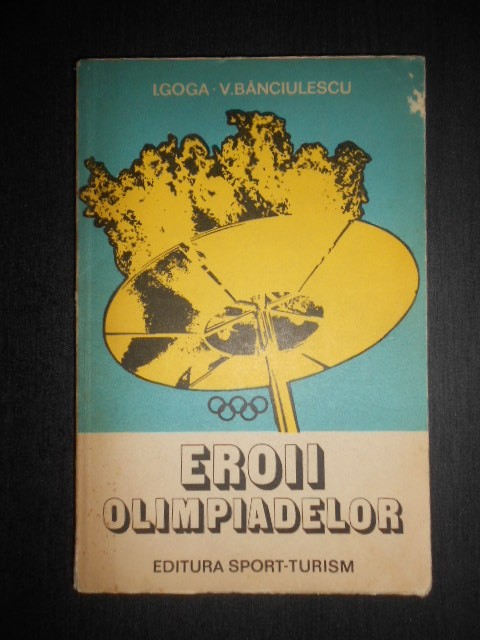 I.GOGA · V.BĂNCIULESCU
EROII
OLIMPIADELOR
EDITURA SPORT-TURISM